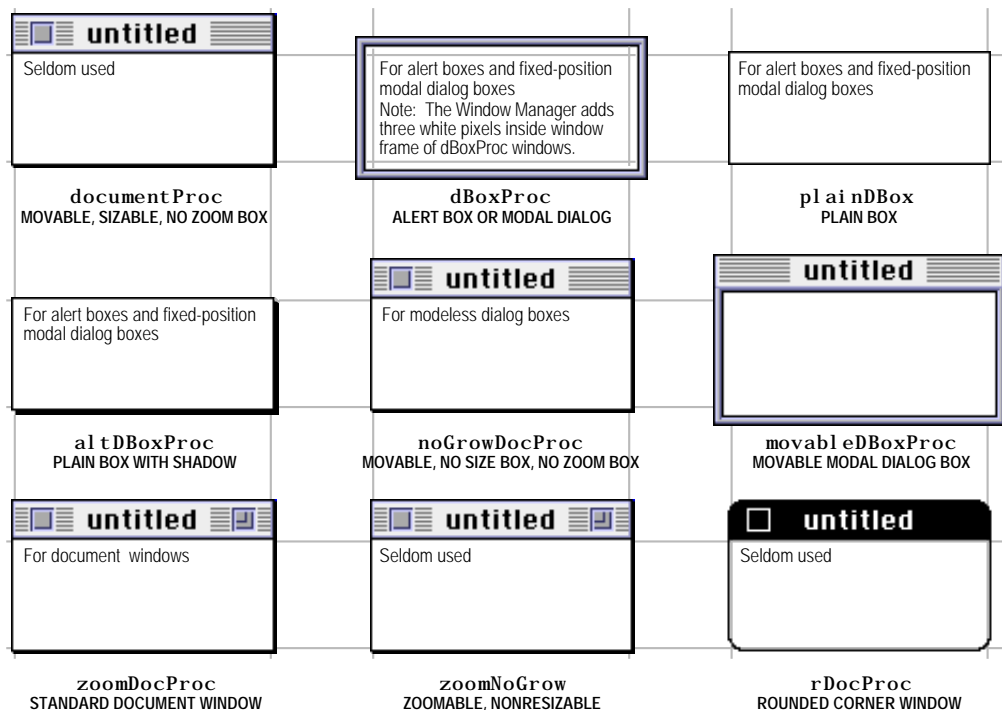 untitled
Seldom used
documentProc
MOVABLE, SIZABLE, NO ZOOM BOX
For alert boxes and fixed-position
modal dialog boxes
Note:  The Window Manager adds
three white pixels inside window
frame of dBoxProc windows.
dBoxProc
ALERT BOX OR MODAL DIALOG
For alert boxes and fixed-position
modal dialog boxes
plainDBox
PLAIN BOX
For alert boxes and fixed-position
modal dialog boxes
altDBoxProc
PLAIN BOX WITH SHADOW
untitled
For modeless dialog boxes
noGrowDocProc
MOVABLE, NO SIZE BOX, NO ZOOM BOX
untitled
movableDBoxProc
MOVABLE MODAL DIALOG BOX
untitled
For document  windows
zoomDocProc
STANDARD DOCUMENT WINDOW
untitled
Seldom used
zoomNoGrow
ZOOMABLE, NONRESIZABLE
untitled
Seldom used
rDocProc
ROUNDED CORNER WINDOW